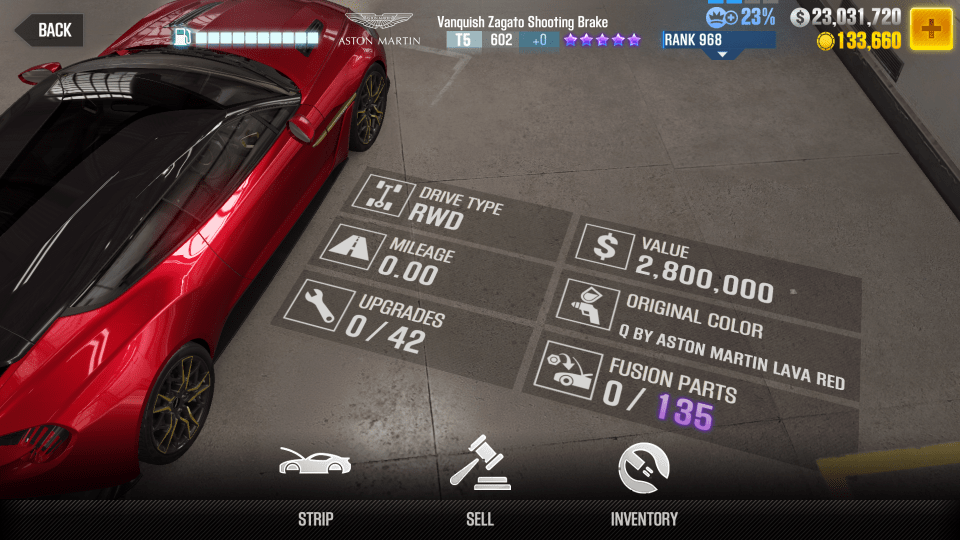 BACK
ASTON MARTIN
Vanquish Zagato Shooting Brake
T5 602 +0
23%
RANK 968
23,031,720
133,660
DRIVE TYPE
RWD
MILEAGE
0.00
UPGRADES
0 / 42
$ VALUE
2,800,000
ORIGINAL COLOR
Q BY ASTON MARTIN LAVA RED
FUSION PARTS
0 / 135
STRIP
SELL
INVENTORY